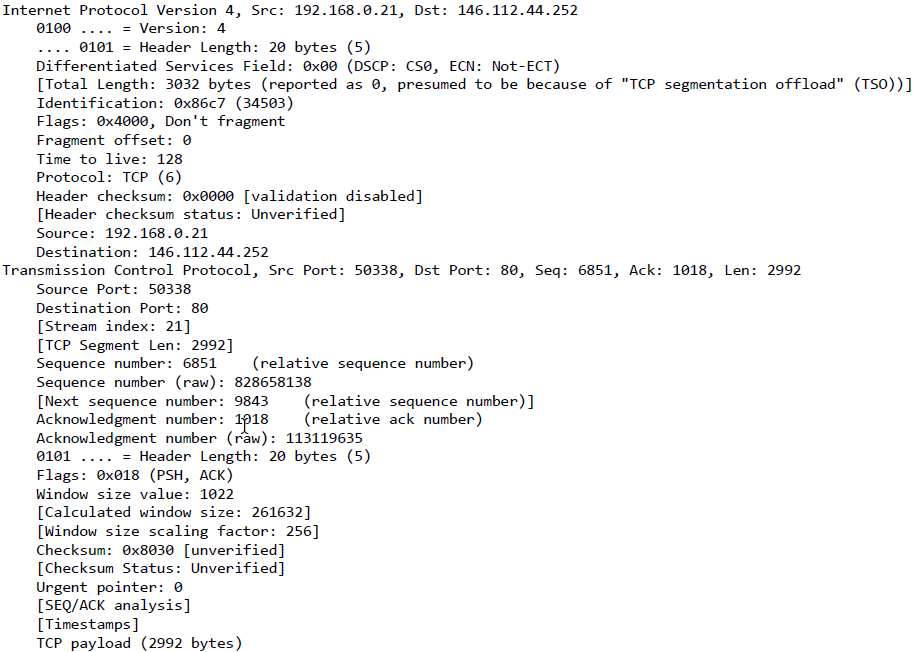 Internet Protocol Version 4, Src: 192.168.0.21, Dst: 146.112.44.252
0100 .... = Version: 4
.... 0101 = Header Length: 20 bytes (5)
Differentiated Services Field: 0x00 (DSCP: CS0, ECN: Not-ECT)
[Total Length: 3032 bytes (reported as 0, presumed to be because of "TCP segmentation offload" (TSO))]
Identification: 0x86c7 (34503)
Flags: 0x4000, Don't fragment
Fragment offset: 0
Time to live: 128
Protocol: TCP (6)
Header checksum: 0x0000 [validation disabled]
[Header checksum status: Unverified]
Source: 192.168.0.21
Destination: 146.112.44.252
Transmission Control Protocol, Src Port: 50338, Dst Port: 80, Seq: 6851, Ack: 1018, Len: 2992
Source Port: 50338
Destination Port: 80
[Stream index: 21]
[TCP Segment Len: 2992]
Sequence number: 6851    (relative sequence number)
Sequence number (raw): 828658138
[Next sequence number: 9843    (relative sequence number)]
Acknowledgment number: 1018    (relative ack number)
Acknowledgment number (raw): 113119635
0101 .... = Header Length: 20 bytes (5)
Flags: 0x018 (PSH, ACK)
Window size value: 1022
[Calculated window size: 261632]
[Window size scaling factor: 256]
Checksum: 0x8030 [unverified]
[Checksum Status: Unverified]
Urgent pointer: 0
[SEQ/ACK analysis]
[Timestamps]
TCP payload (2992 bytes)